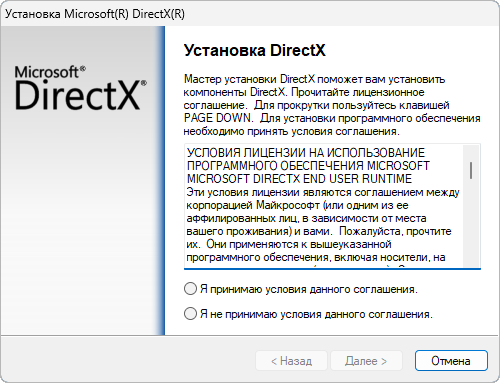 Установка Microsoft(R) DirectX(R)
Microsoft®
DirectX®
Установка DirectX
Мастер установки DirectX поможет вам установить
компоненты DirectX. Прочитайте лицензионное
соглашение.  Для прокрутки пользуйтесь клавишей
PAGE DOWN.  Для установки программного обеспечения
необходимо принять условия соглашения.
УСЛОВИЯ ЛИЦЕНЗИИ НА ИСПОЛЬЗОВАНИЕ
ПРОГРАММНОГО ОБЕСПЕЧЕНИЯ MICROSOFT
MICROSOFT DIRECTX END USER RUNTIME
Эти условия лицензии являются соглашением между
корпорацией Майкрософт (или одним из ее
аффилированных лиц, в зависимости от места
вашего проживания) и вами.  Пожалуйста, прочтите
их.  Они применяются к вышеуказанной
программного обеспечения, включая носители, на
Я принимаю условия данного соглашения.
Я не принимаю условия данного соглашения.
< Назад
Далее >
Отмена